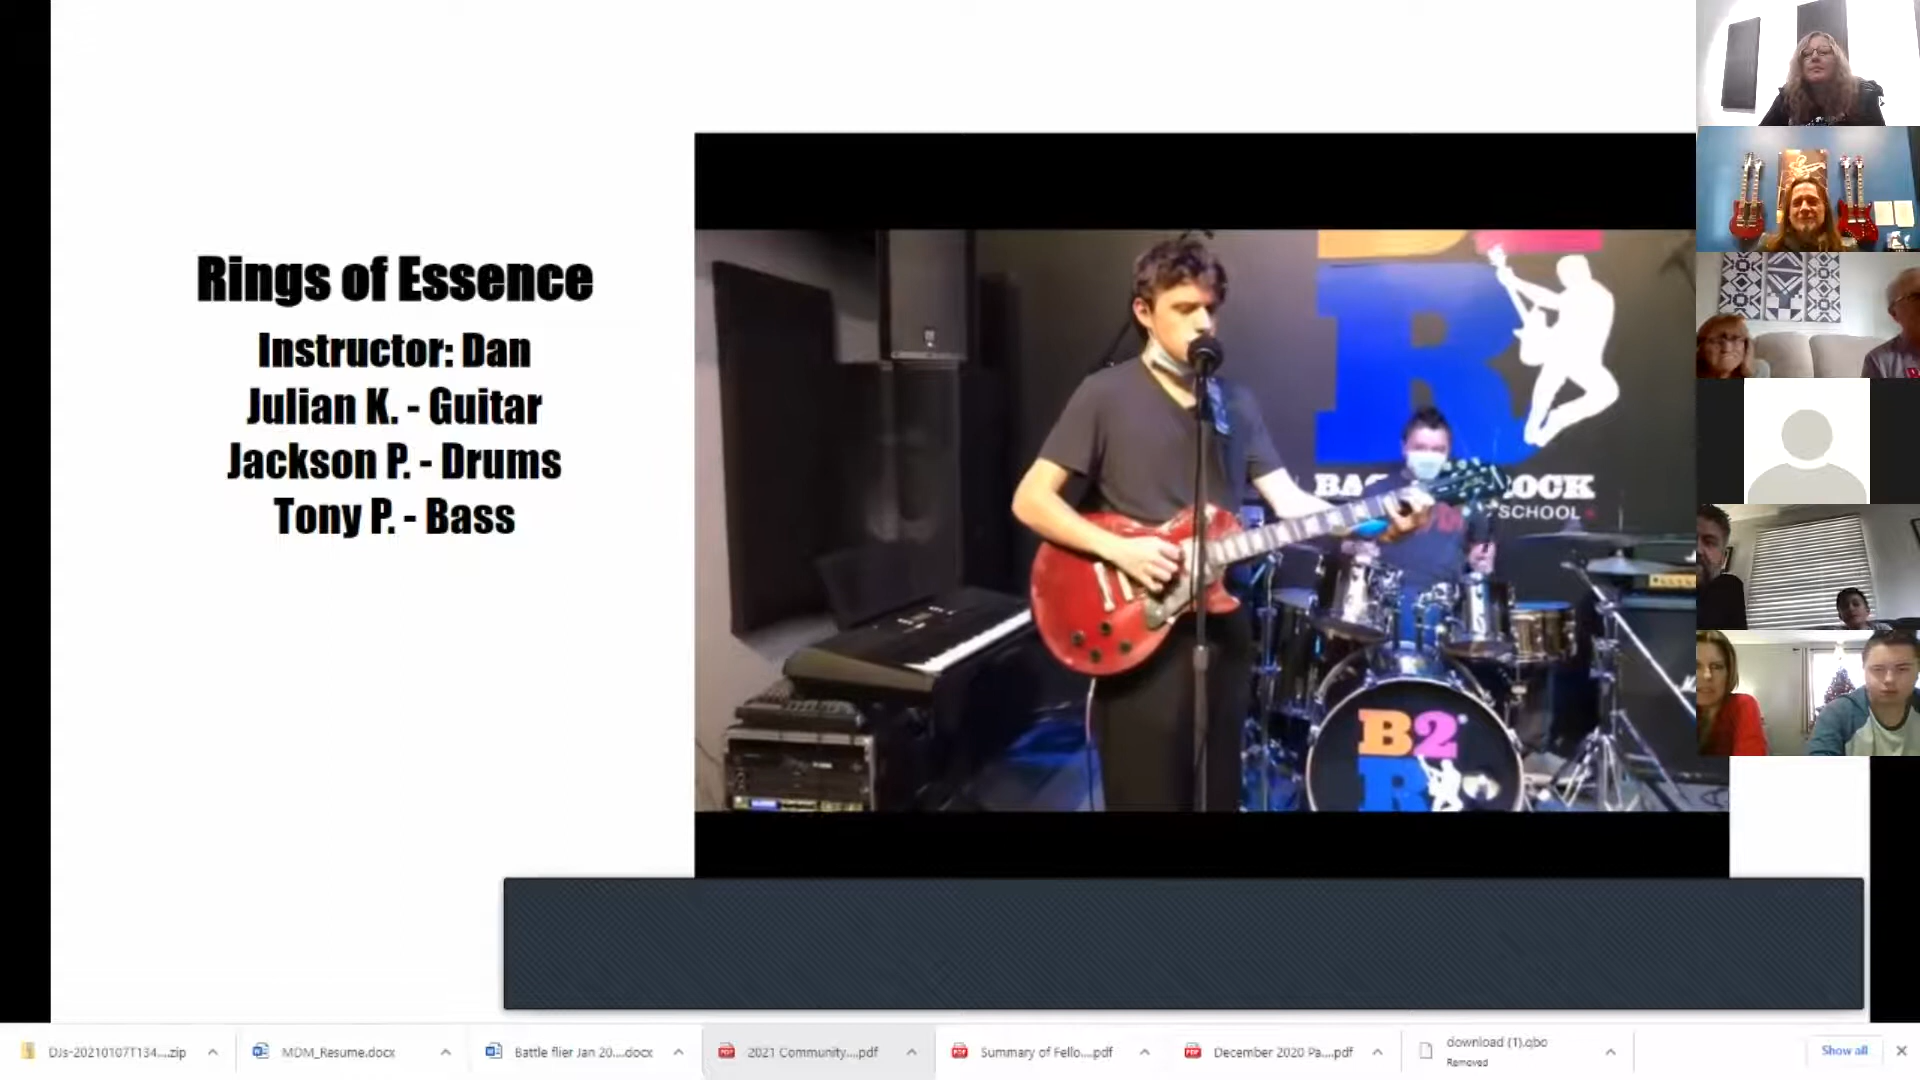 Rings of Essence
Instructor: Dan
Julian K. - Guitar
Jackson P. - Drums
Tony P. - Bass
B2
R
SCHOOL
B2
R
DJs-20210107T134....zip
MDM_Resume.docx
Battle flier Jan 20....docx
2021 Community....pdf
Summary of Fello....pdf
December 2020 Pa....pdf
download (1).qbo
Removed
Show all